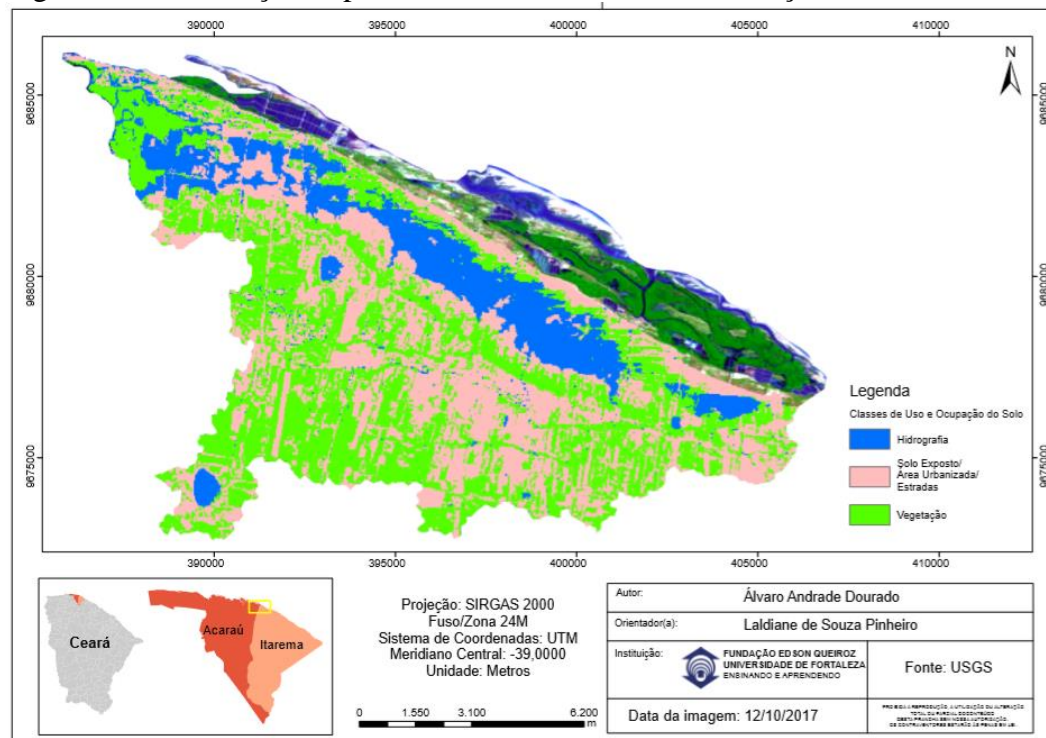 390000 395000 400000 405000 410000
N
9685000
9685000
9680000
9680000
9675000
9675000
Legenda
Classes de Uso e Ocupação do Solo
Hidrografia
Solo Exposto/
Área Urbanizada/
Estradas
Vegetação
390000 395000 400000 405000 410000
Ceará
Acaraú
Itarema
Projeção: SIRGAS 2000
Fuso/Zona 24M
Sistema de Coordenadas: UTM
Meridiano Central: -39,0000
Unidade: Metros
0 1.550 3.100 6.200
m
Autor: Álvaro Andrade Dourado
Orientador(a): Laldiane de Souza Pinheiro
Instituição:
FUNDAÇÃO EDSON QUEIROZ
UNIVERSIDADE DE FORTALEZA
ENSINANDO E APRENDENDO
Fonte: USGS
Data da imagem: 12/10/2017